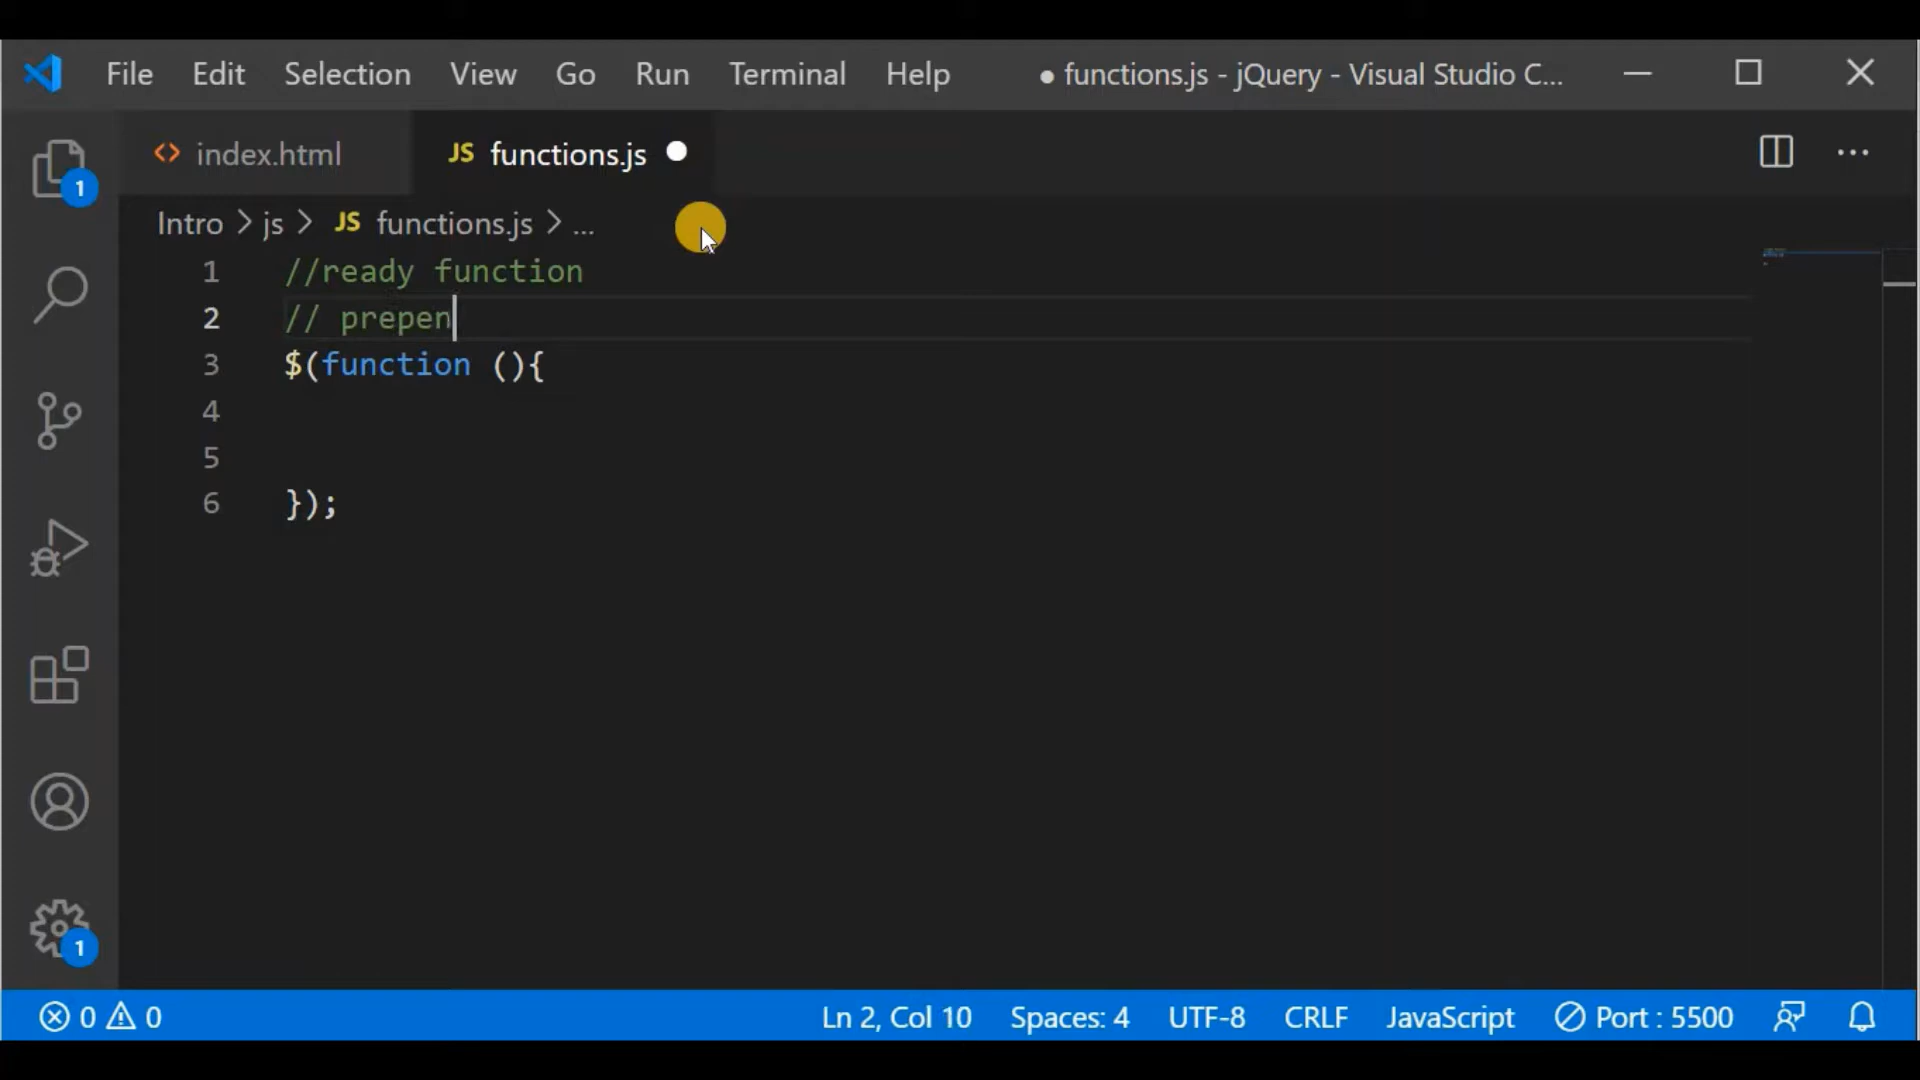 File Edit Selection View Go Run Terminal Help ● functions.js - jQuery - Visual Studio C...
<> index.html JS functions.js ● ...
1
Intro > js > JS functions.js > ...
1 //ready function
2 // prepen
3 $(function (){
4
5
6 });
1
0 0 Ln 2, Col 10 Spaces: 4 UTF-8 CRLF JavaScript Port : 5500